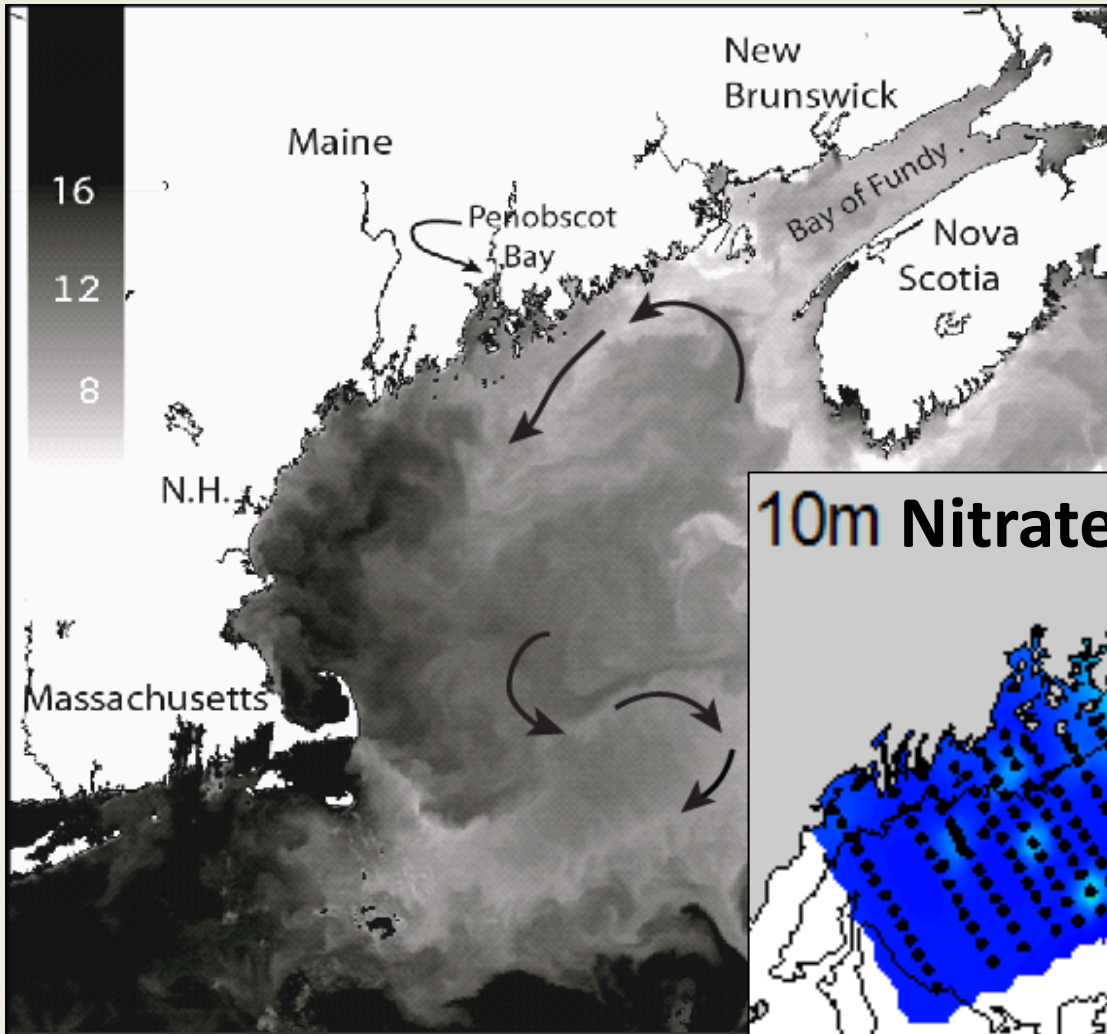 New
Brunswick
Maine
16
Bay of Fundy
Penobscot
Bay
Nova
Scotia
12
8
N.H.
10m Nitrate
Massachusetts